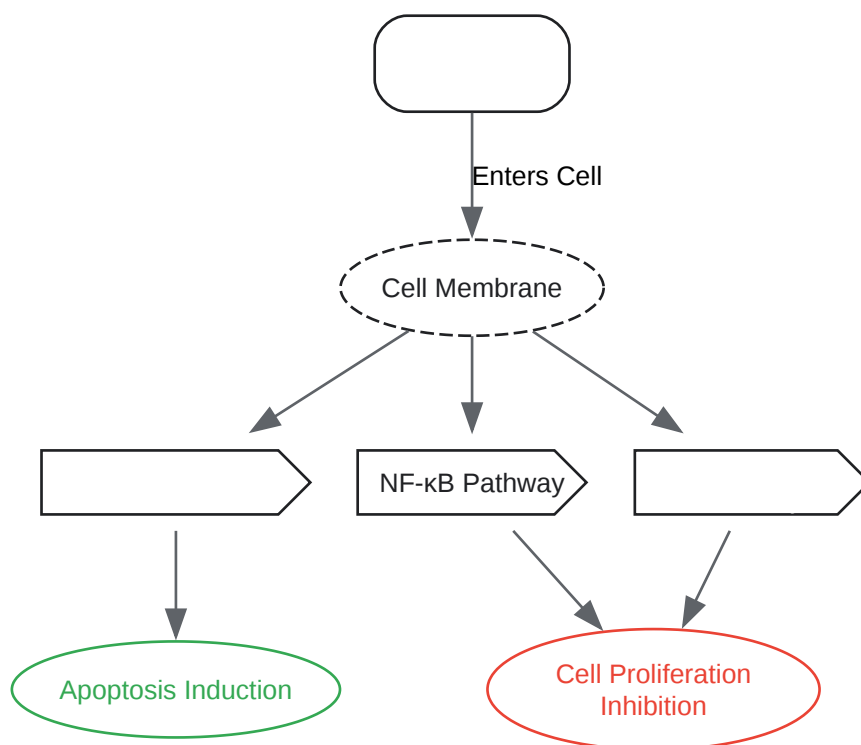 Enters Cell
Cell Membrane
NF-κB Pathway
Apoptosis Induction
Cell Proliferation
Inhibition